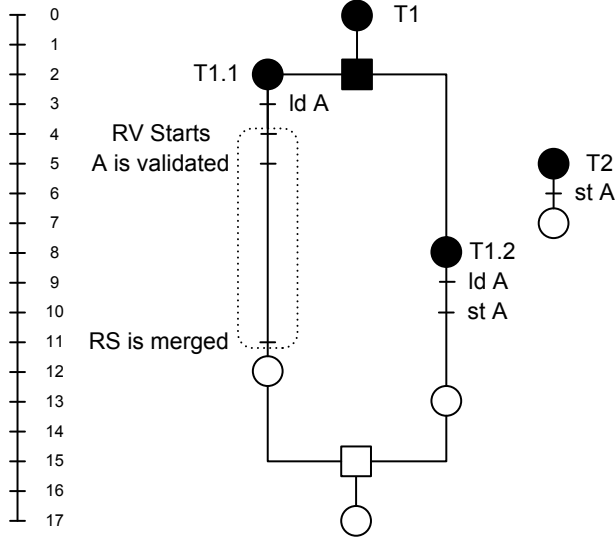 0
T1
1
T1.1
2
3
ld A
RV Starts
4
A is validated
5
T2
6
st A
7
8
T1.2
9
ld A
10
st A
RS is merged
11
12
13
14
15
16
17